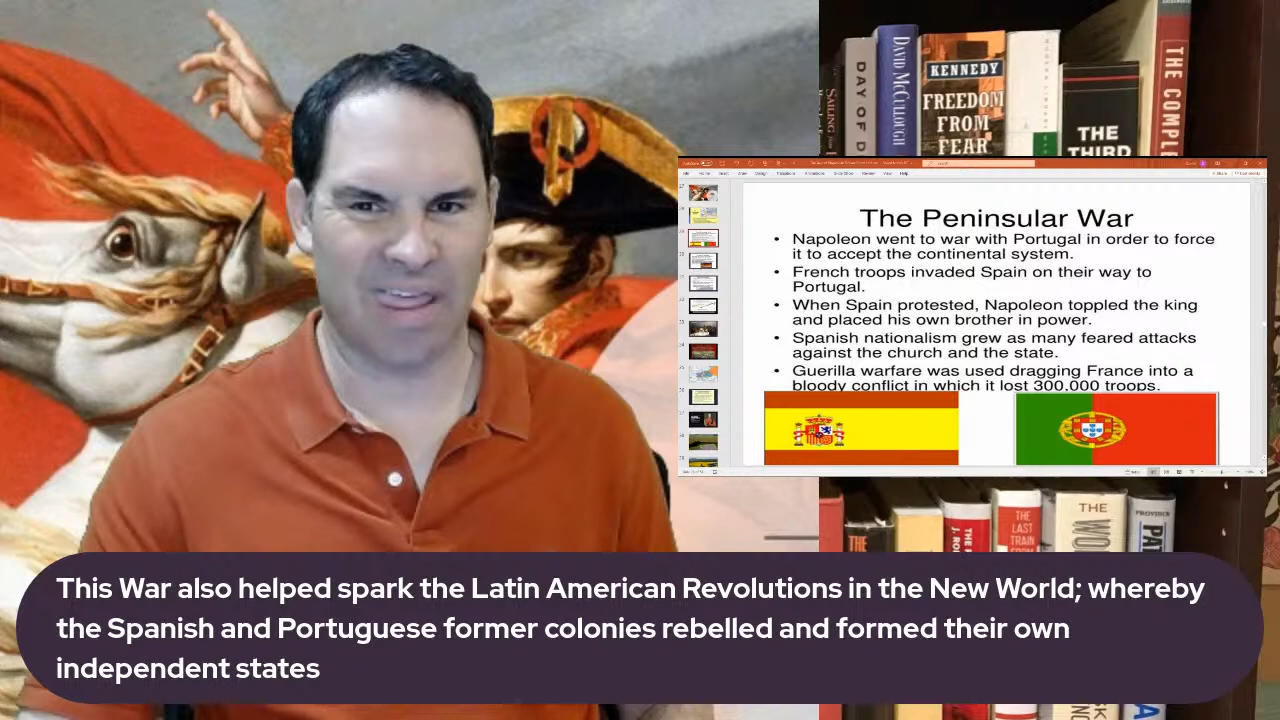 DAY OF D
DAVID McCULLOUGH
KENNEDY
FREEDOM
FROM
FEAR
THE
THIRD
THE COMPLE
The Peninsular War
• Napoleon went to war with Portugal in order to force
it to accept the continental system.
• French troops invaded Spain on their way to
Portugal.
• When Spain protested, Napoleon toppled the king
and placed his own brother in power.
• Spanish nationalism grew as many feared attacks
against the church and the state.
• Guerilla warfare was used dragging France into a
bloody conflict in which it lost 300,000 troops.
THE
THE
LAST
TRAIN
FROM
THE
PROVIDER
This War also helped spark the Latin American Revolutions in the New World; whereby
the Spanish and Portuguese former colonies rebelled and formed their own
independent states